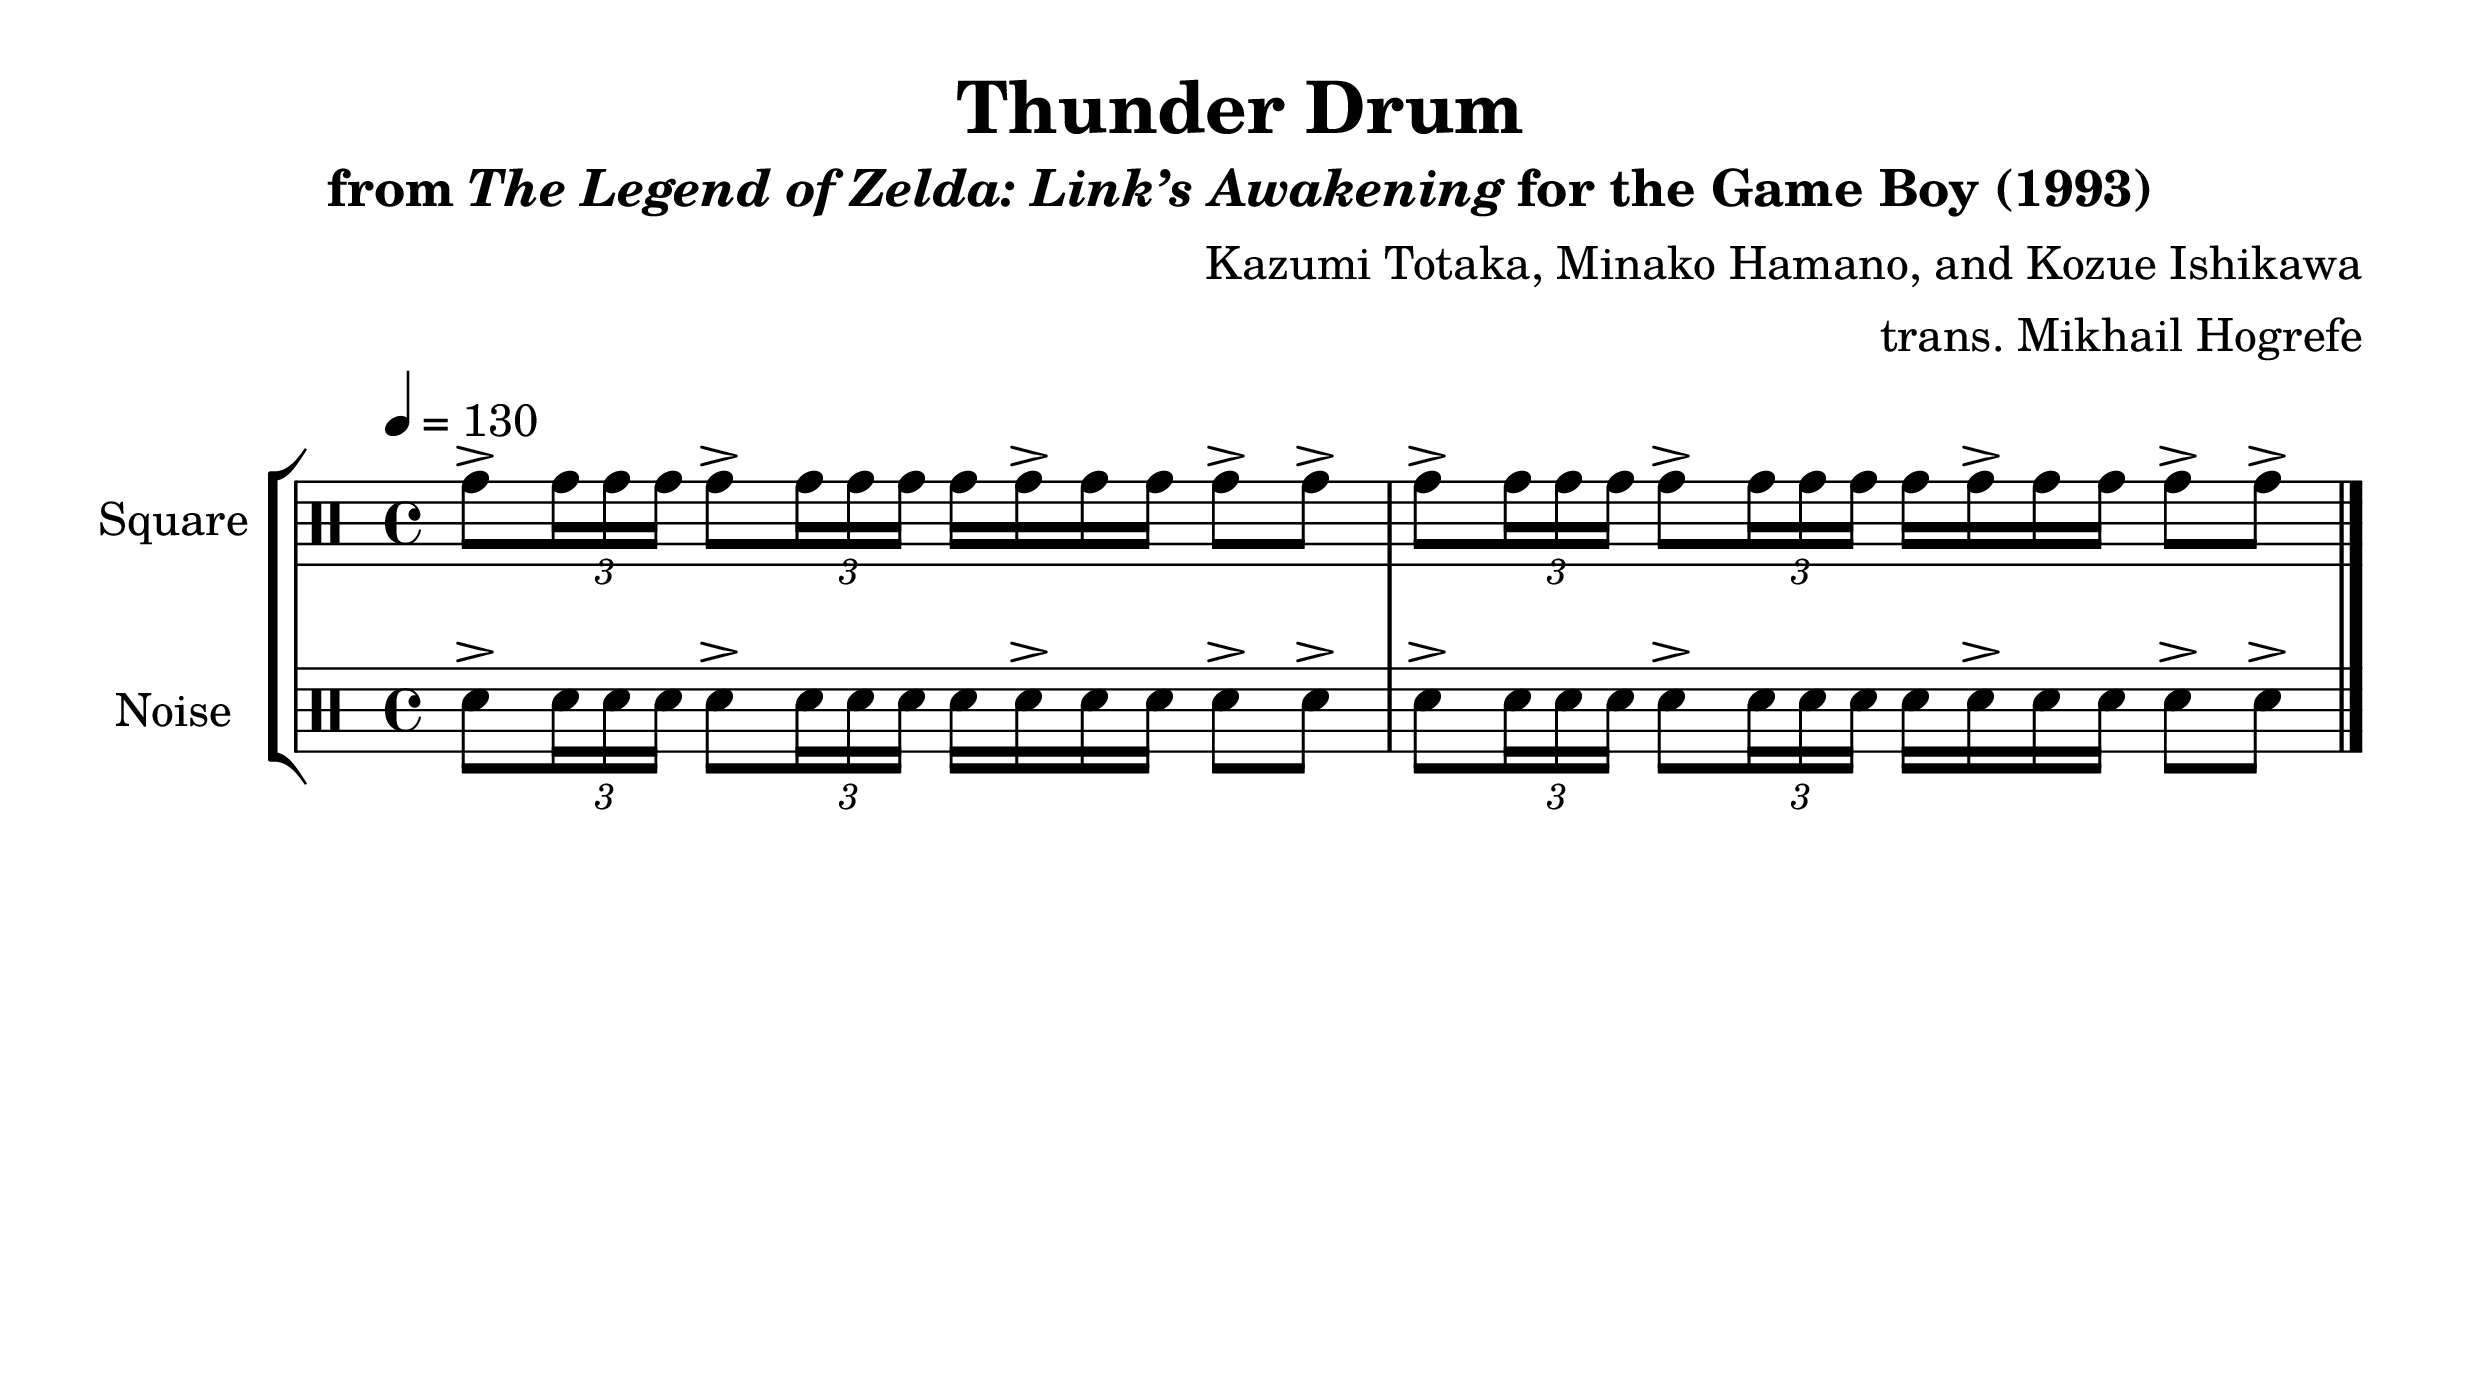 Thunder Drum
from The Legend of Zelda: Link’s Awakening for the Game Boy (1993)
Kazumi Totaka, Minako Hamano, and Kozue Ishikawa
trans. Mikhail Hogrefe
= 130
Square
3 3 3 3
Noise
3 3 3 3